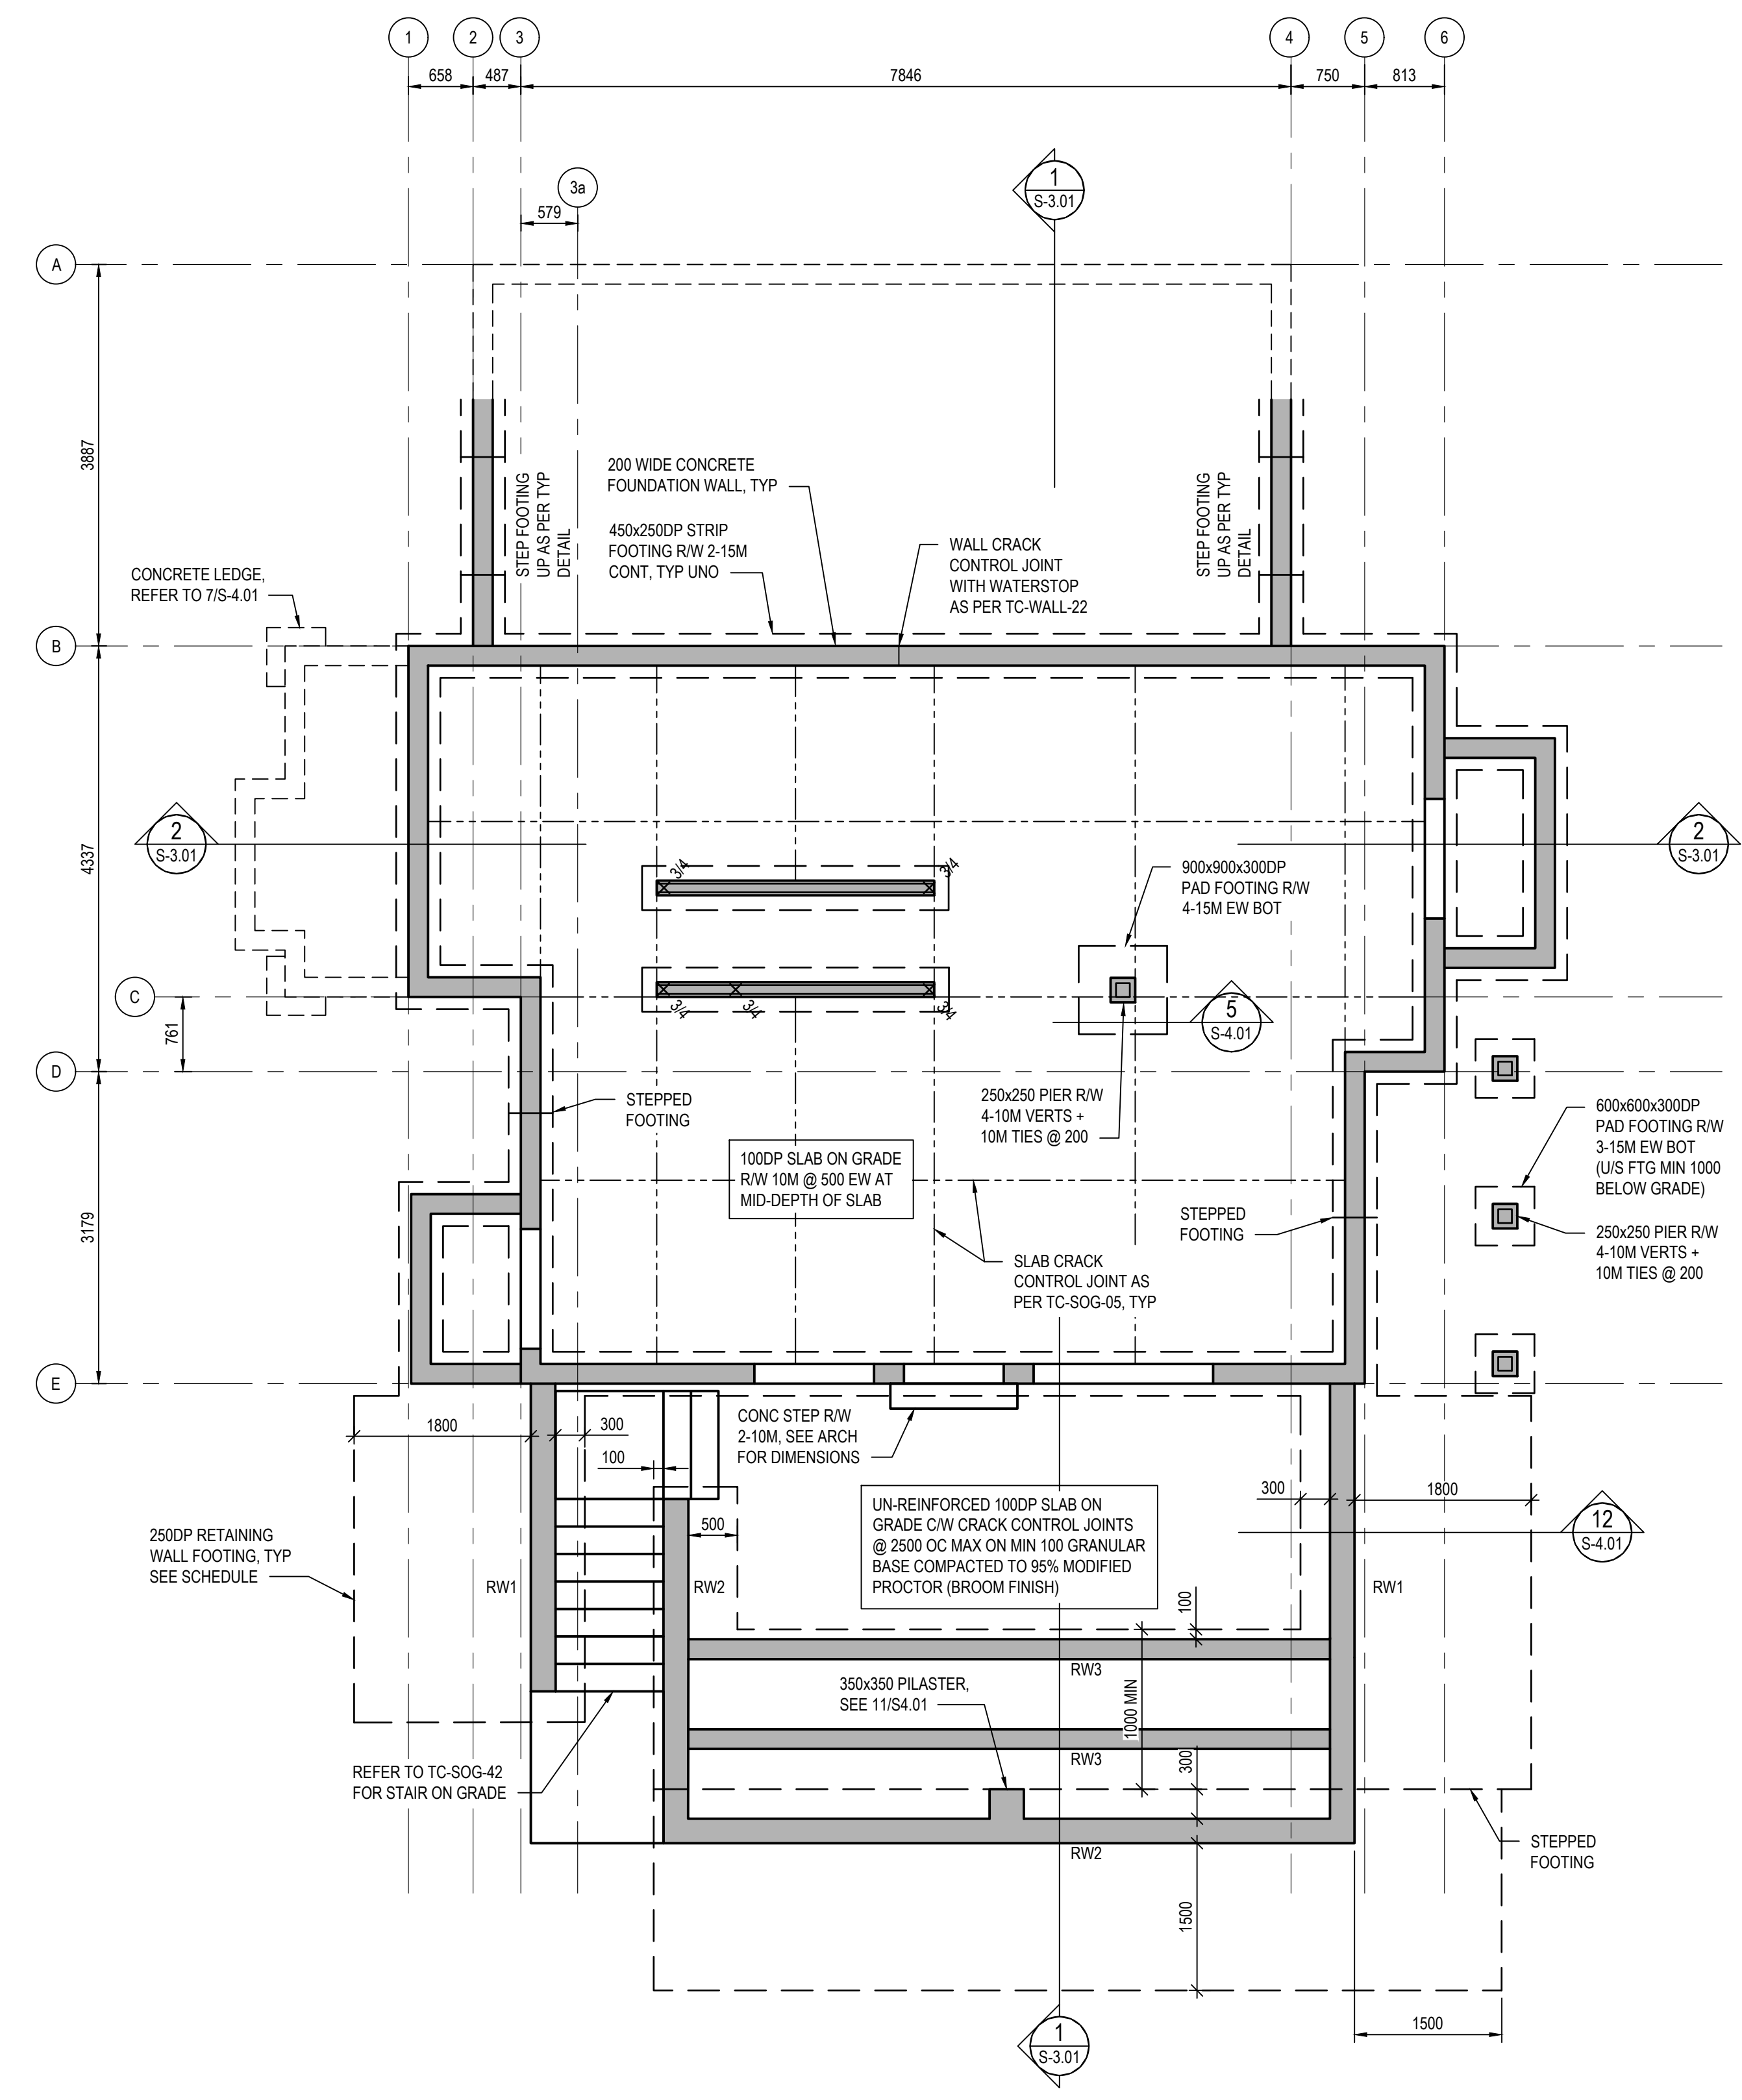 1
2
3
4
5
6
658
487
7846
750
813
3a
579
1
S-3.01
A
3887
200 WIDE CONCRETE
FOUNDATION WALL, TYP
STEP FOOTING
UP AS PER TYP
DETAIL
STEP FOOTING
UP AS PER TYP
DETAIL
450x250DP STRIP
FOOTING R/W 2-15M
CONT, TYP UNO
WALL CRACK
CONTROL JOINT
WITH WATERSTOP
AS PER TC-WALL-22
CONCRETE LEDGE,
REFER TO 7/S-4.01
B
4337
2
S-3.01
2
S-3.01
3/4
3/4
900x900x300DP
PAD FOOTING R/W
4-15M EW BOT
C
761
3/4
3/4
3/4
5
S-4.01
D
STEPPED
FOOTING
250x250 PIER R/W
4-10M VERTS +
10M TIES @ 200
600x600x300DP
PAD FOOTING R/W
3-15M EW BOT
(U/S FTG MIN 1000
BELOW GRADE)
100DP SLAB ON GRADE
R/W 10M @ 500 EW AT
MID-DEPTH OF SLAB
3179
STEPPED
FOOTING
250x250 PIER R/W
4-10M VERTS +
10M TIES @ 200
SLAB CRACK
CONTROL JOINT AS
PER TC-SOG-05, TYP
E
1800
300
100
CONC STEP R/W
2-10M, SEE ARCH
FOR DIMENSIONS
500
300
1800
12
S-4.01
UN-REINFORCED 100DP SLAB ON
GRADE C/W CRACK CONTROL JOINTS
@ 2500 OC MAX ON MIN 100 GRANULAR
BASE COMPACTED TO 95% MODIFIED
PROCTOR (BROOM FINISH)
250DP RETAINING
WALL FOOTING, TYP
SEE SCHEDULE
RW1
RW2
RW1
100
RW3
350x350 PILASTER,
SEE 11/S4.01
1000 MIN
RW3
300
REFER TO TC-SOG-42
FOR STAIR ON GRADE
RW2
STEPPED
FOOTING
1500
1500
1
S-3.01